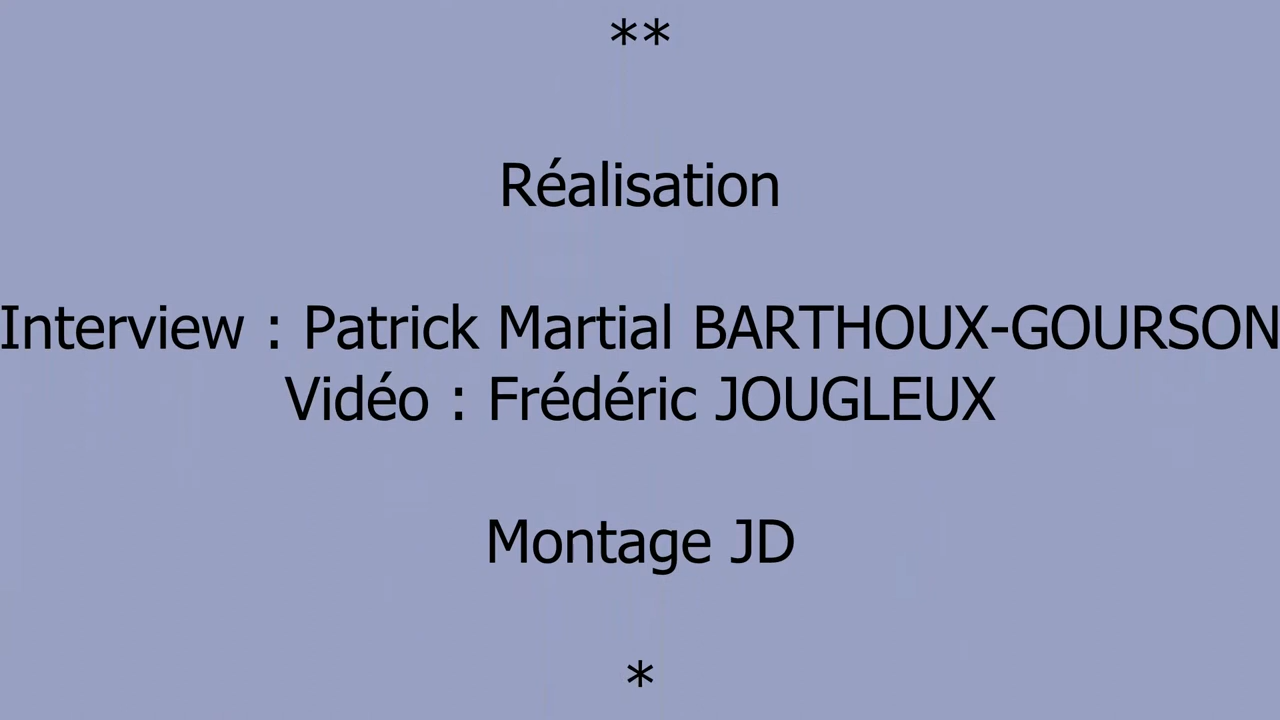 **
Réalisation
Interview : Patrick Martial BARTHOUX-GOURSON
Vidéo : Frédéric JOUGLEUX
Montage JD
*